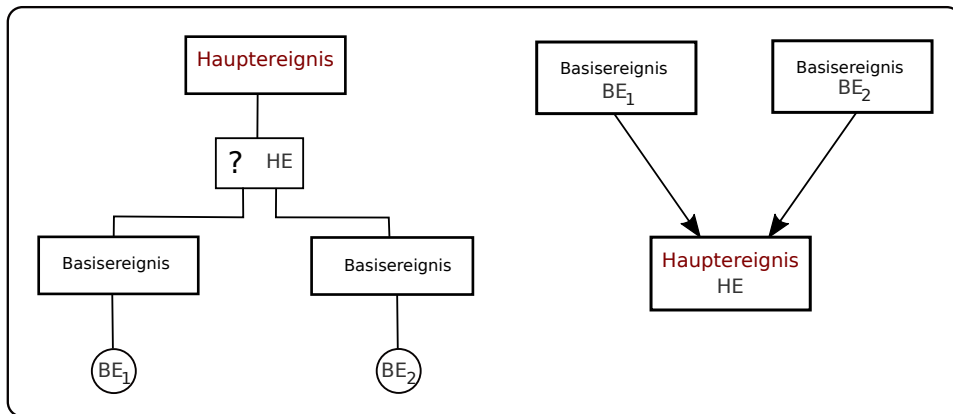 Hauptereignis
? HE
Basisereignis
Basisereignis
BE1
BE2
Basisereignis
BE1
Basisereignis
BE2
Hauptereignis
HE